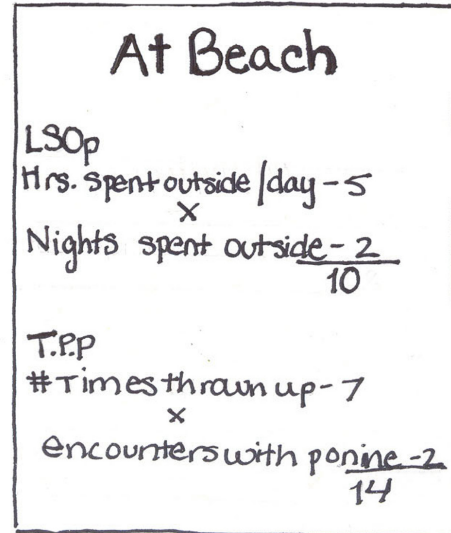 At Beach
LSOp
Hrs. spent outside/day - 5
x
Nights spent outside - 2
10
T.P.P
# Times thrown up - 7
x
encounters with ponine - 2
14